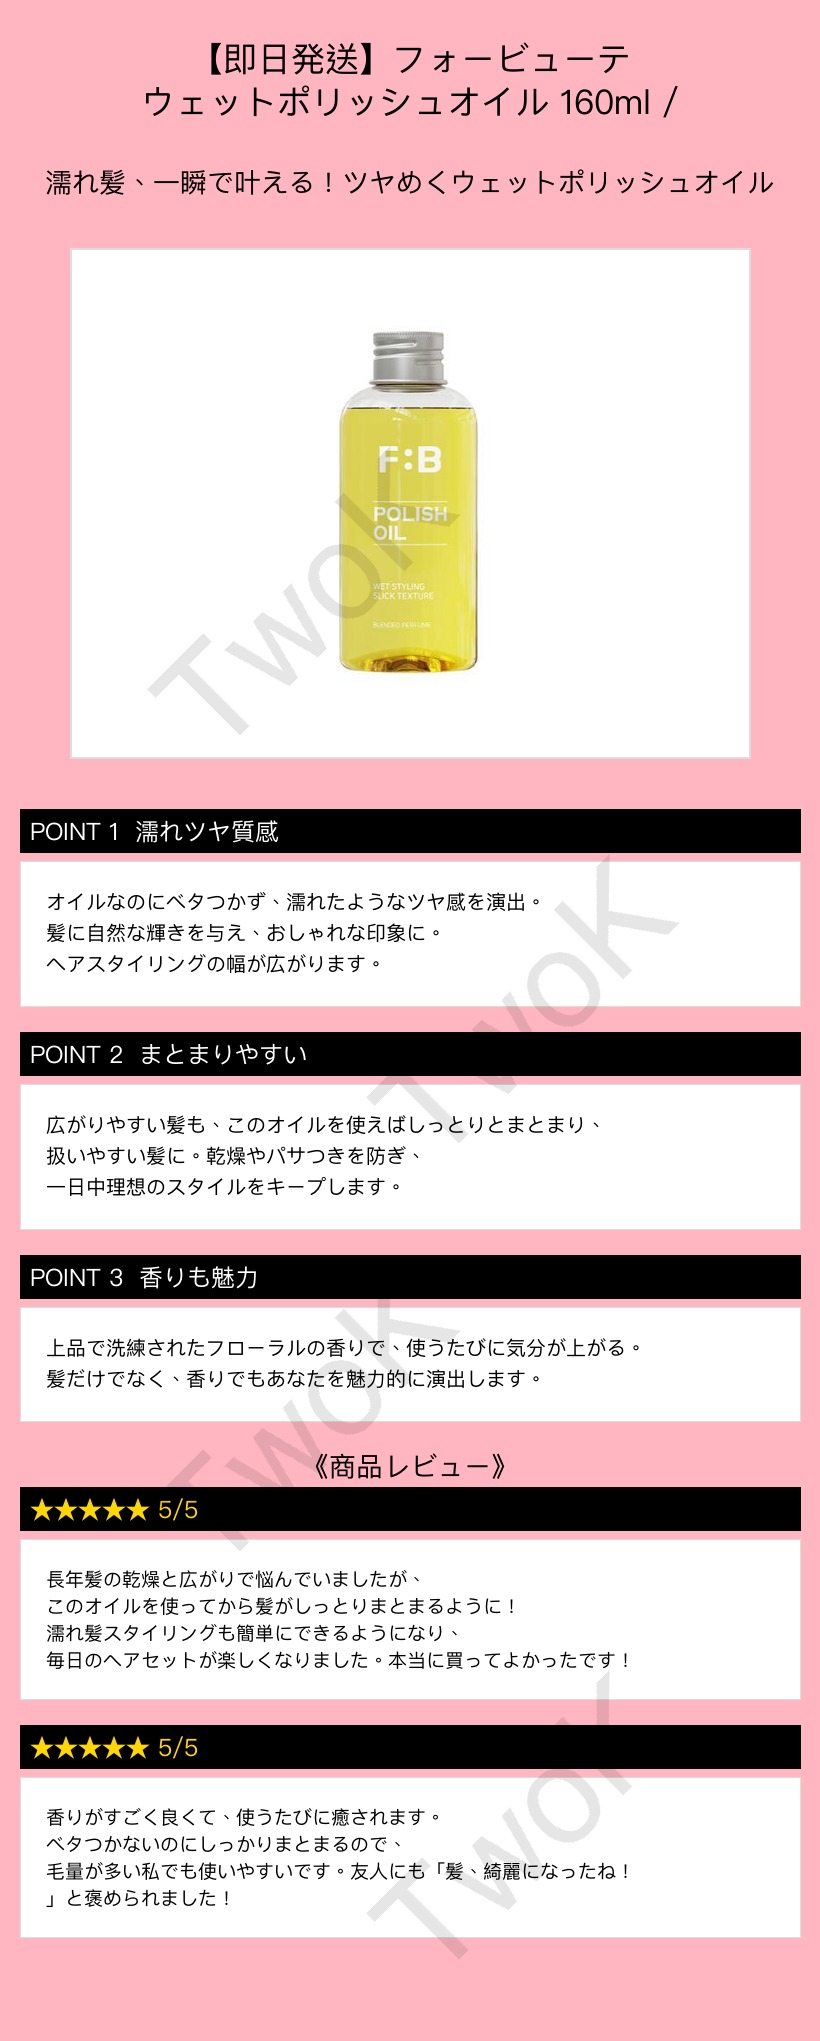 【即日発送】フォービューテ
ウェットポリッシュオイル 160ml /
濡れ髪、一瞬で叶える！ツヤめくウェットポリッシュオイル
F:B
POLISH
OIL
WET STYLING
SLICK TEXTURE
BLENDED PERFUME
TwoK
POINT 1 濡れツヤ質感
オイルなのにベタつかず、濡れたようなツヤ感を演出。
髪に自然な輝きを与え、おしゃれな印象に。
ヘアスタイリングの幅が広がります。
TwoK
POINT 2 まとまりやすい
広がりやすい髪も、このオイルを使えばしっとりとまとまり、
扱いやすい髪に。乾燥やパサつきを防ぎ、
一日中理想のスタイルをキープします。
POINT 3 香りも魅力
上品で洗練されたフローラルの香りで、使うたびに気分が上がる。
髪だけでなく、香りでもあなたを魅力的に演出します。
TwoK
《商品レビュー》
★★★★★ 5/5
長年髪の乾燥と広がりで悩んでいましたが、
このオイルを使ってから髪がしっとりまとまるように！
濡れ髪スタイリングも簡単にできるようになり、
毎日のヘアセットが楽しくなりました。本当に買ってよかったです！
★★★★★ 5/5
香りがすごく良くて、使うたびに癒されます。
ベタつかないのにしっかりまとまるので、
毛量が多い私でも使いやすいです。友人にも「髪、綺麗になったね！
」と褒められました！
TwoK